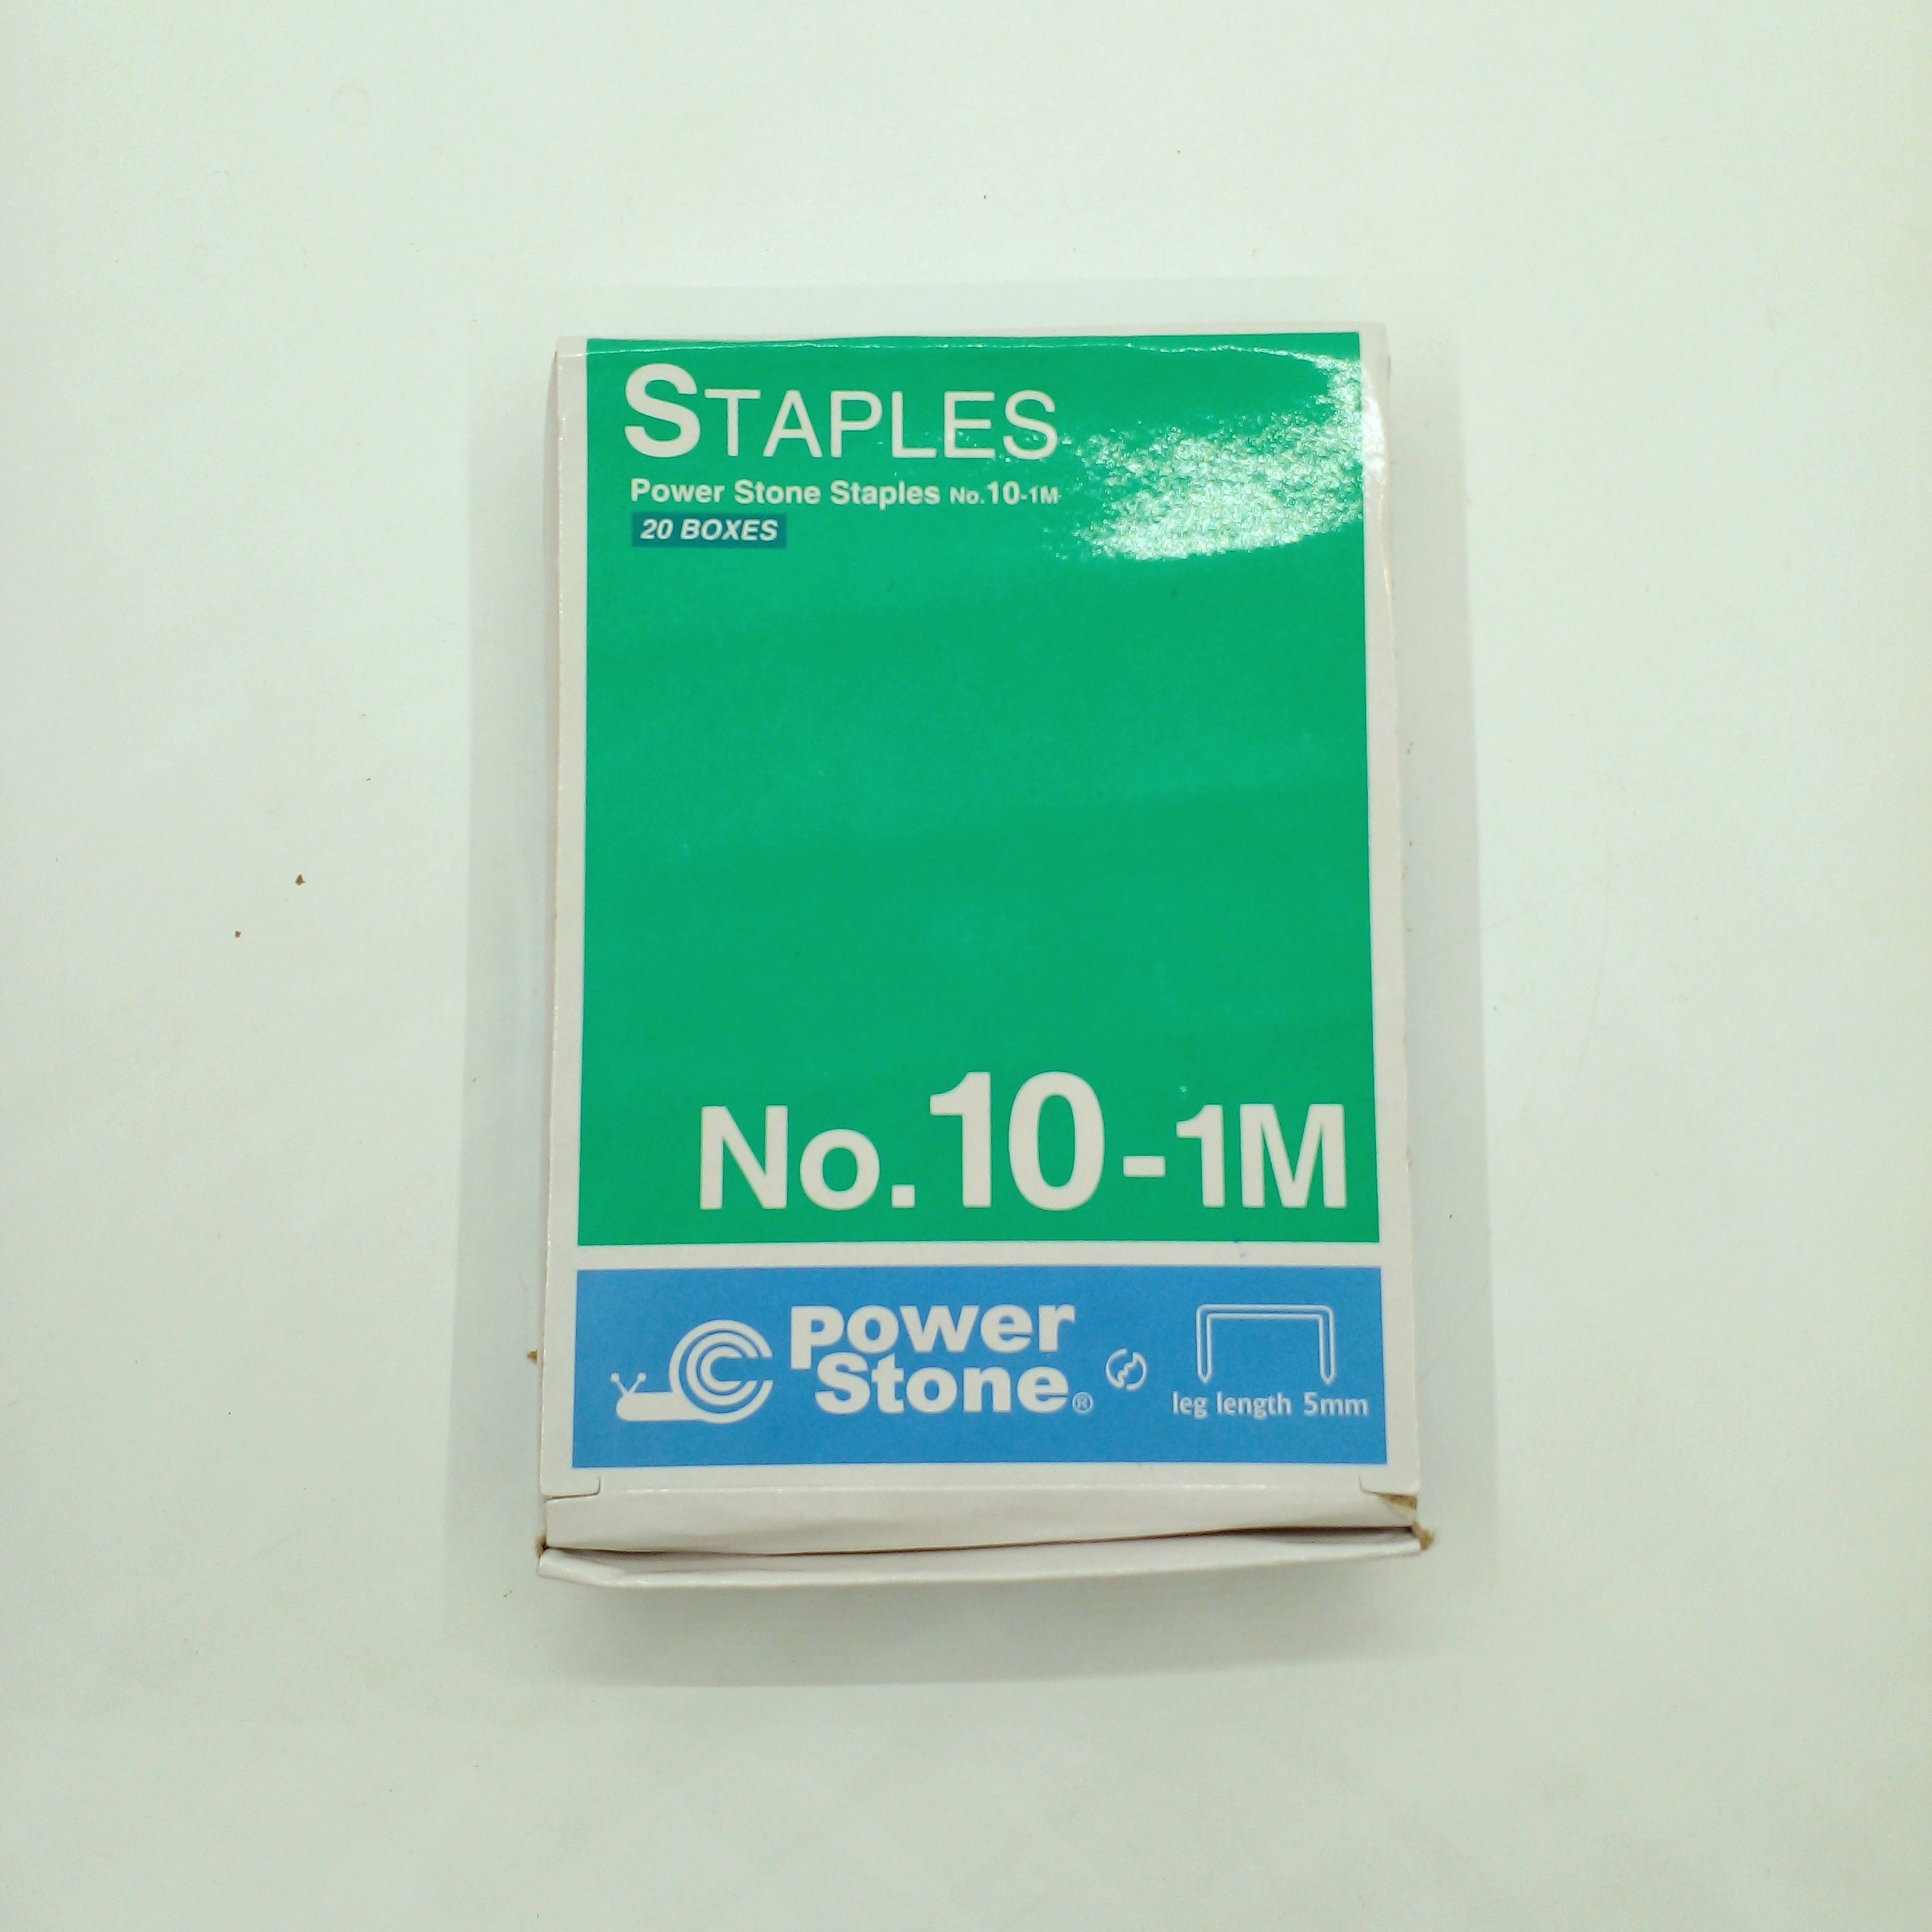 STAPLES
Power Stone Staples No.10-1M
20 BOXES
No.10-1M
Power
Stone®
leg length 5mm